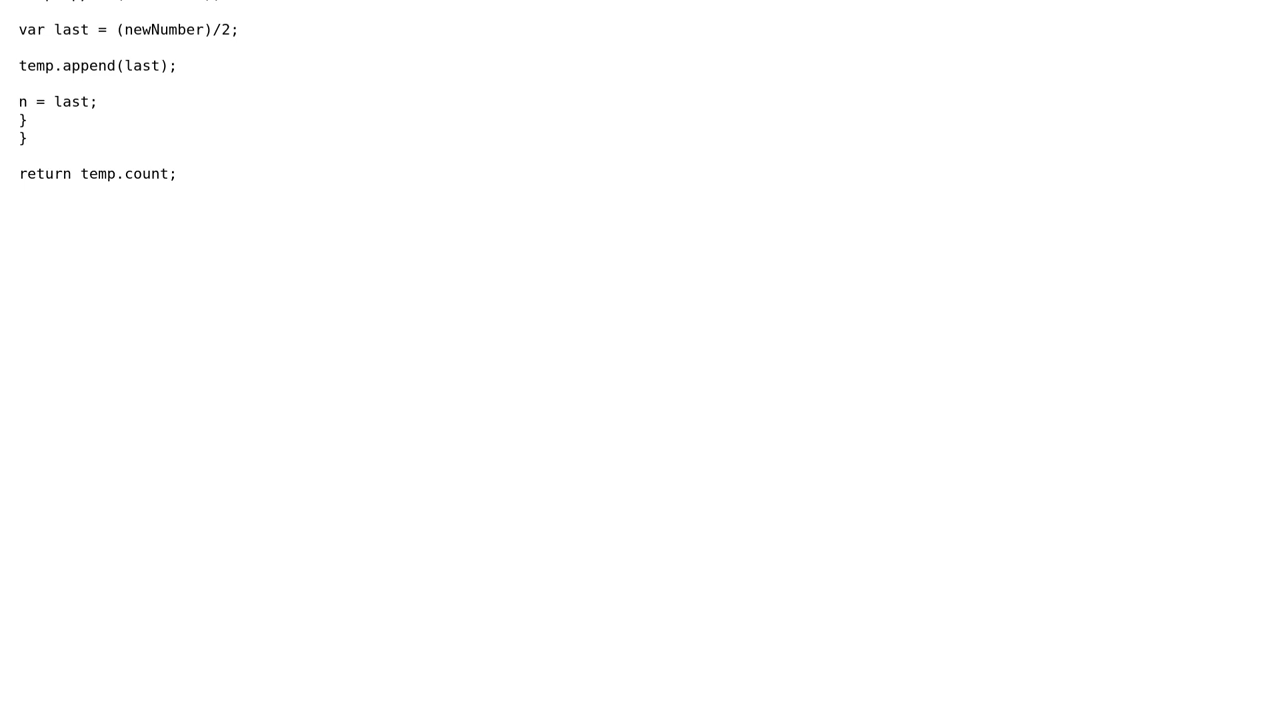 var last = (newNumber)/2;
temp.append(last);
n = last;
}
}
return temp.count;